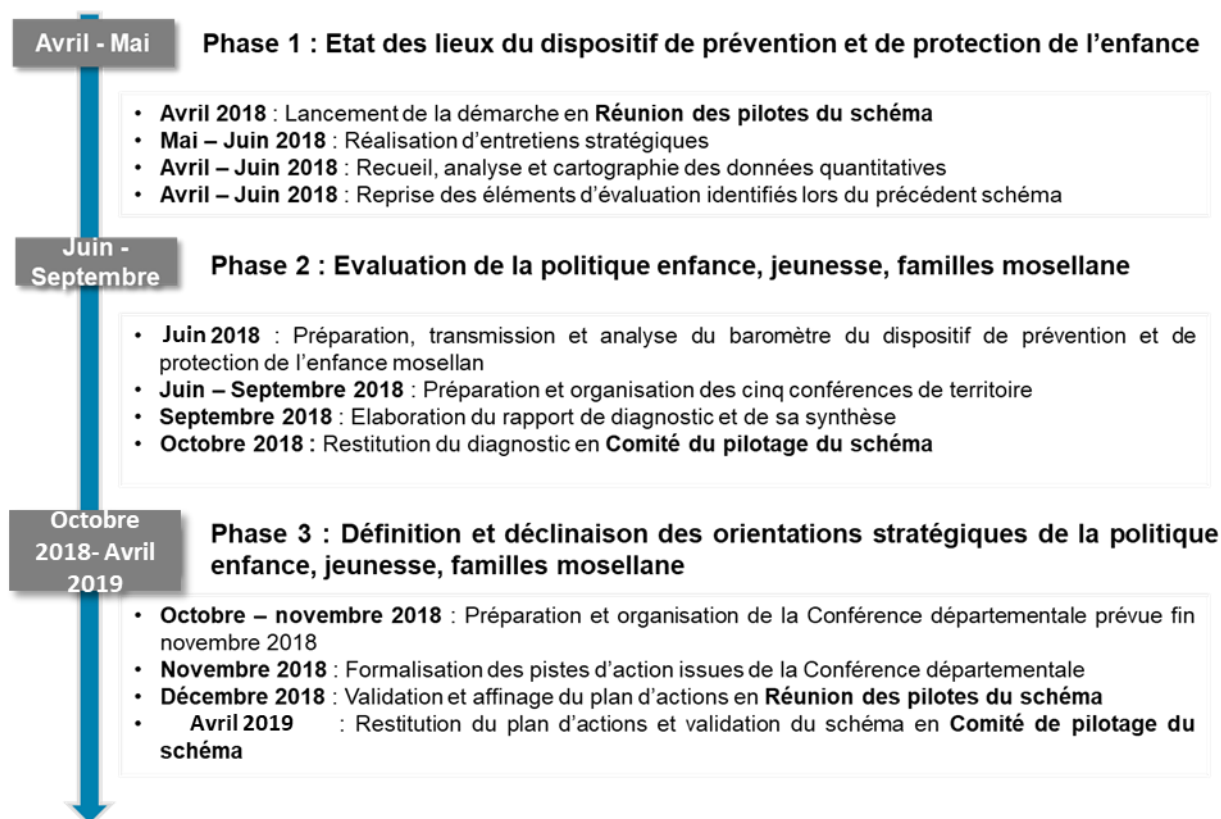 Avril - Mai
Phase 1 : Etat des lieux du dispositif de prévention et de protection de l'enfance
• Avril 2018 : Lancement de la démarche en Réunion des pilotes du schéma
• Mai – Juin 2018 : Réalisation d'entretiens stratégiques
• Avril – Juin 2018 : Recueil, analyse et cartographie des données quantitatives
• Avril – Juin 2018 : Reprise des éléments d'évaluation identifiés lors du précédent schéma
Juin -
Septembre
Phase 2 : Evaluation de la politique enfance, jeunesse, familles mosellane
• Juin 2018 : Préparation, transmission et analyse du baromètre du dispositif de prévention et de
protection de l'enfance mosellan
• Juin – Septembre 2018 : Préparation et organisation des cinq conférences de territoire
• Septembre 2018 : Elaboration du rapport de diagnostic et de sa synthèse
• Octobre 2018 : Restitution du diagnostic en Comité du pilotage du schéma
Octobre
2018- Avril
2019
Phase 3 : Définition et déclinaison des orientations stratégiques de la politique
enfance, jeunesse, familles mosellane
• Octobre – novembre 2018 : Préparation et organisation de la Conférence départementale prévue fin
novembre 2018
• Novembre 2018 : Formalisation des pistes d'action issues de la Conférence départementale
• Décembre 2018 : Validation et affinage du plan d'actions en Réunion des pilotes du schéma
• Avril 2019 : Restitution du plan d'actions et validation du schéma en Comité de pilotage du
schéma